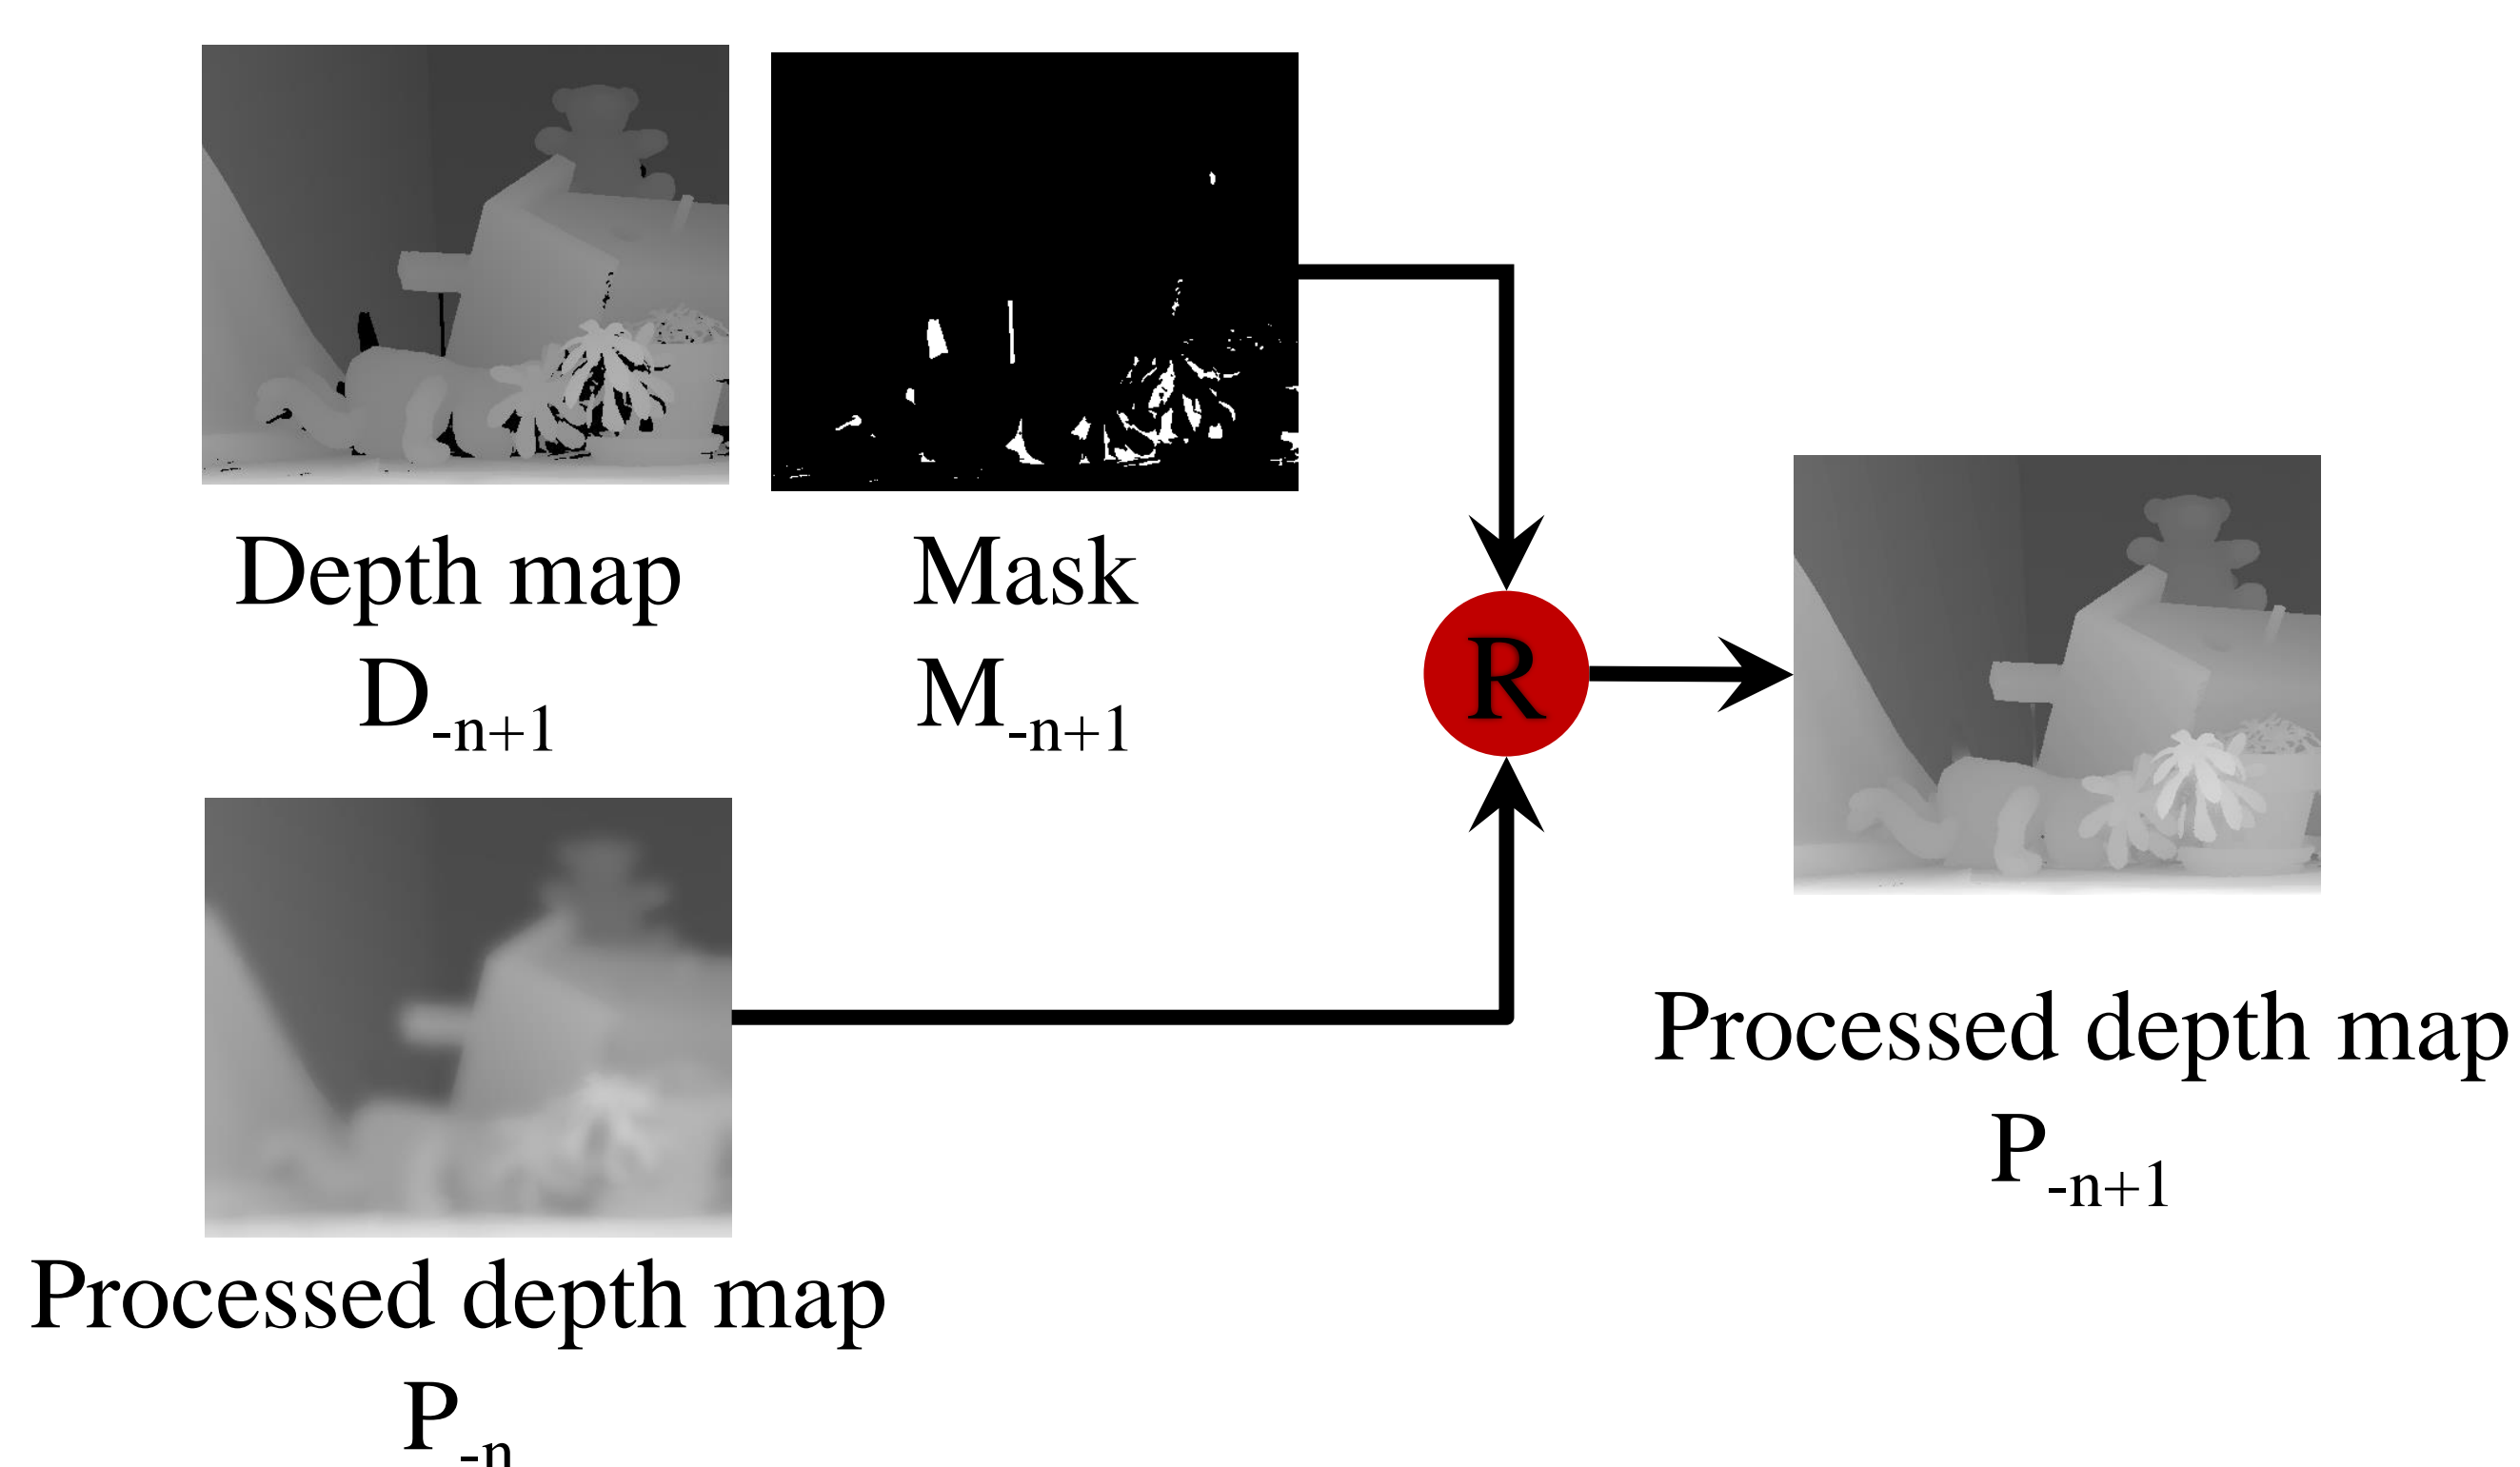 Depth map
D-n+1
Mask
M-n+1
R
Processed depth map
P-n+1
Processed depth map
P-n